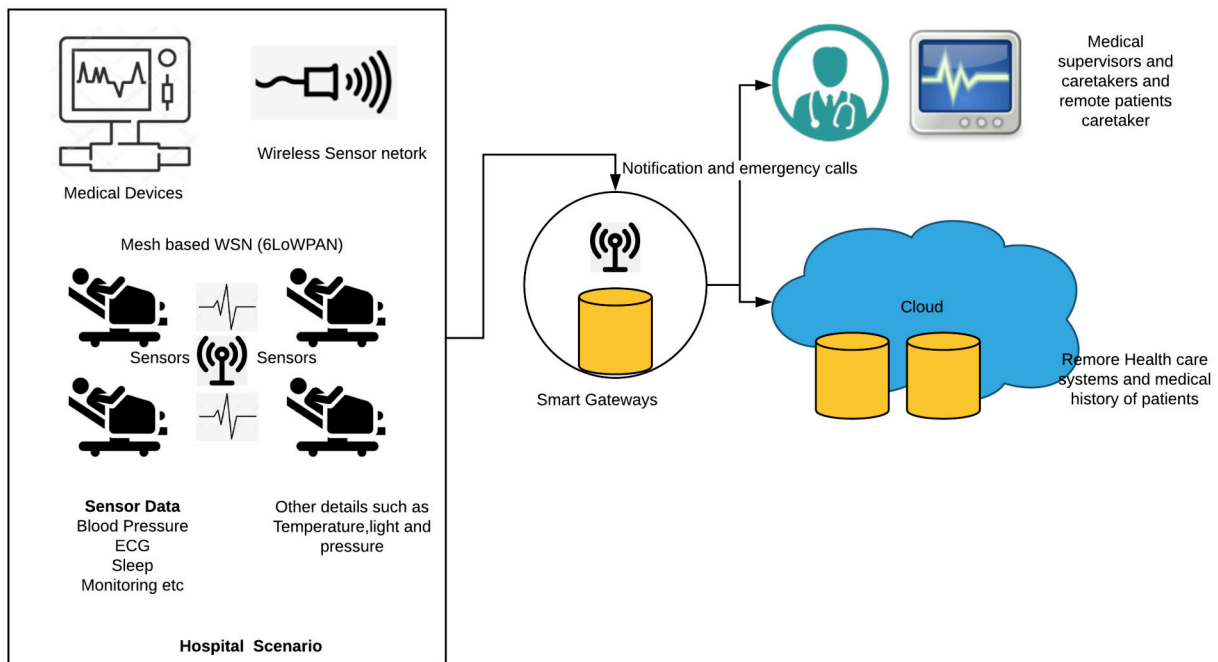 Medical Devices
Wireless Sensor netork
Mesh based WSN (6LoWPAN)
Sensors
Sensors
Sensor Data
Blood Pressure
ECG
Sleep
Monitoring etc
Other details such as
Temperature,light and
pressure
Hospital Scenario
Notification and emergency calls
Smart Gateways
Medical
supervisors and
caretakers and
remote patients
caretaker
Cloud
Remore Health care
systems and medical
history of patients